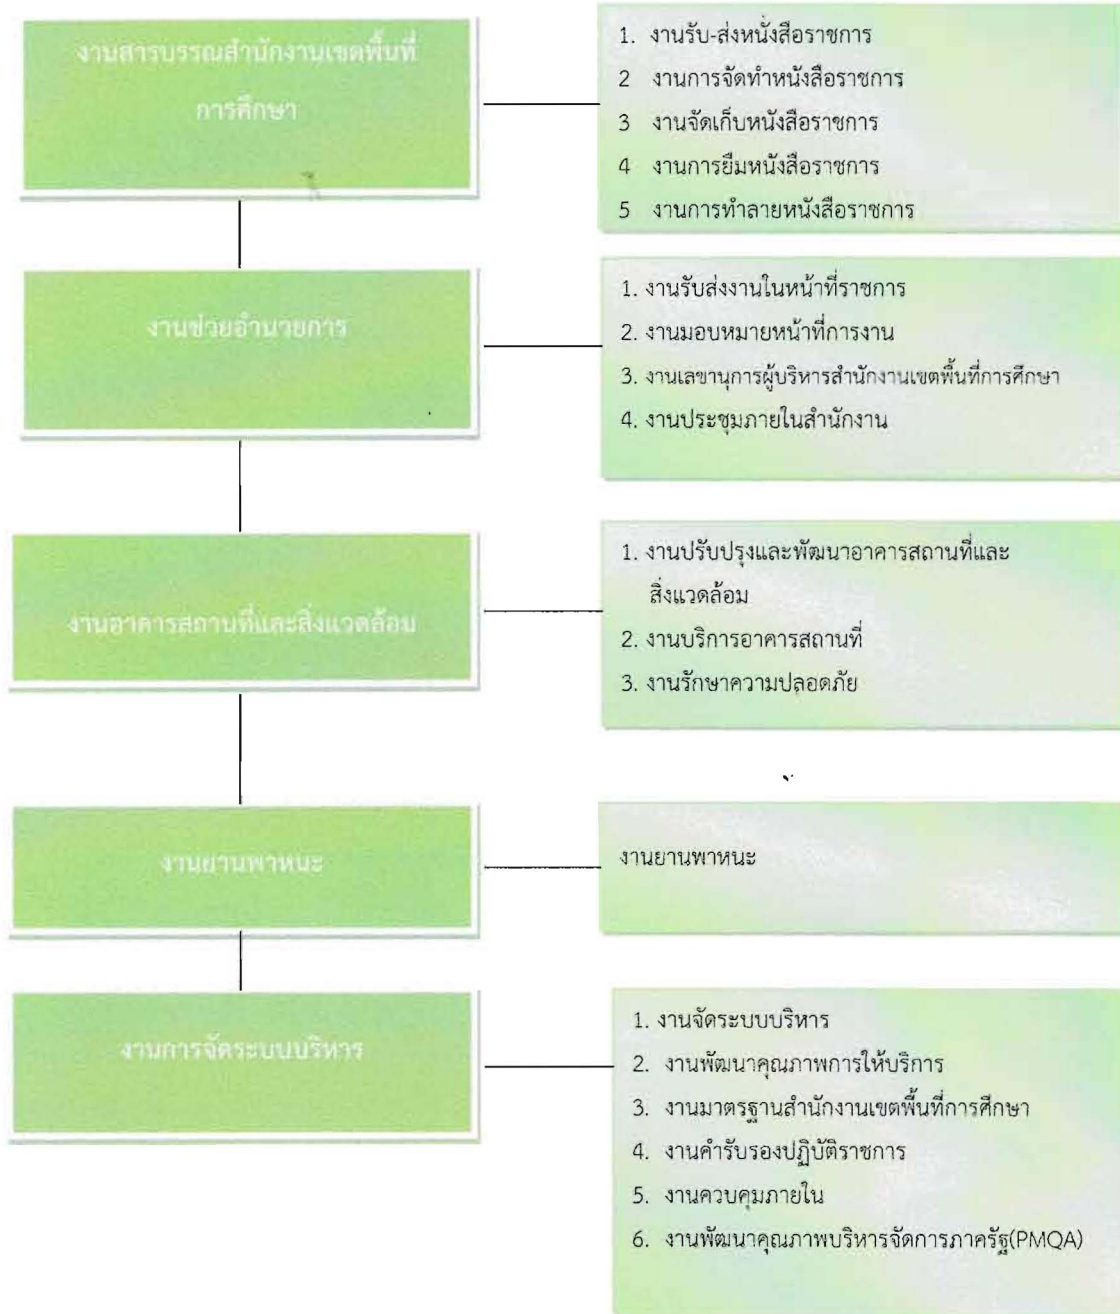 งานสารบรรณสำนักงานเขตพื้นที่
การศึกษา
1. งานรับ-ส่งหนังสือราชการ
2 งานการจัดทำหนังสือราชการ
3 งานจัดเก็บหนังสือราชการ
4 งานการยืมหนังสือราชการ
5 งานการทำลายหนังสือราชการ
งานช่วยอำนวยการ
1. งานรับส่งงานในหน้าที่ราชการ
2. งานมอบหมายหน้าที่การงาน
3. งานเลขานุการผู้บริหารสำนักงานเขตพื้นที่การศึกษา
4. งานประชุมภายในสำนักงาน
งานอาคารสถานที่และสิ่งแวดล้อม
1. งานปรับปรุงและพัฒนาอาคารสถานที่และ
สิ่งแวดล้อม
2. งานบริการอาคารสถานที่
3. งานรักษาความปลอดภัย
งานยานพาหนะ
งานยานพาหนะ
งานการจัดระบบบริหาร
1. งานจัดระบบบริหาร
2. งานพัฒนาคุณภาพการให้บริการ
3. งานมาตรฐานสำนักงานเขตพื้นที่การศึกษา
4. งานคำรับรองปฏิบัติราชการ
5. งานควบคุมภายใน
6. งานพัฒนาคุณภาพบริหารจัดการภาครัฐ(PMQA)